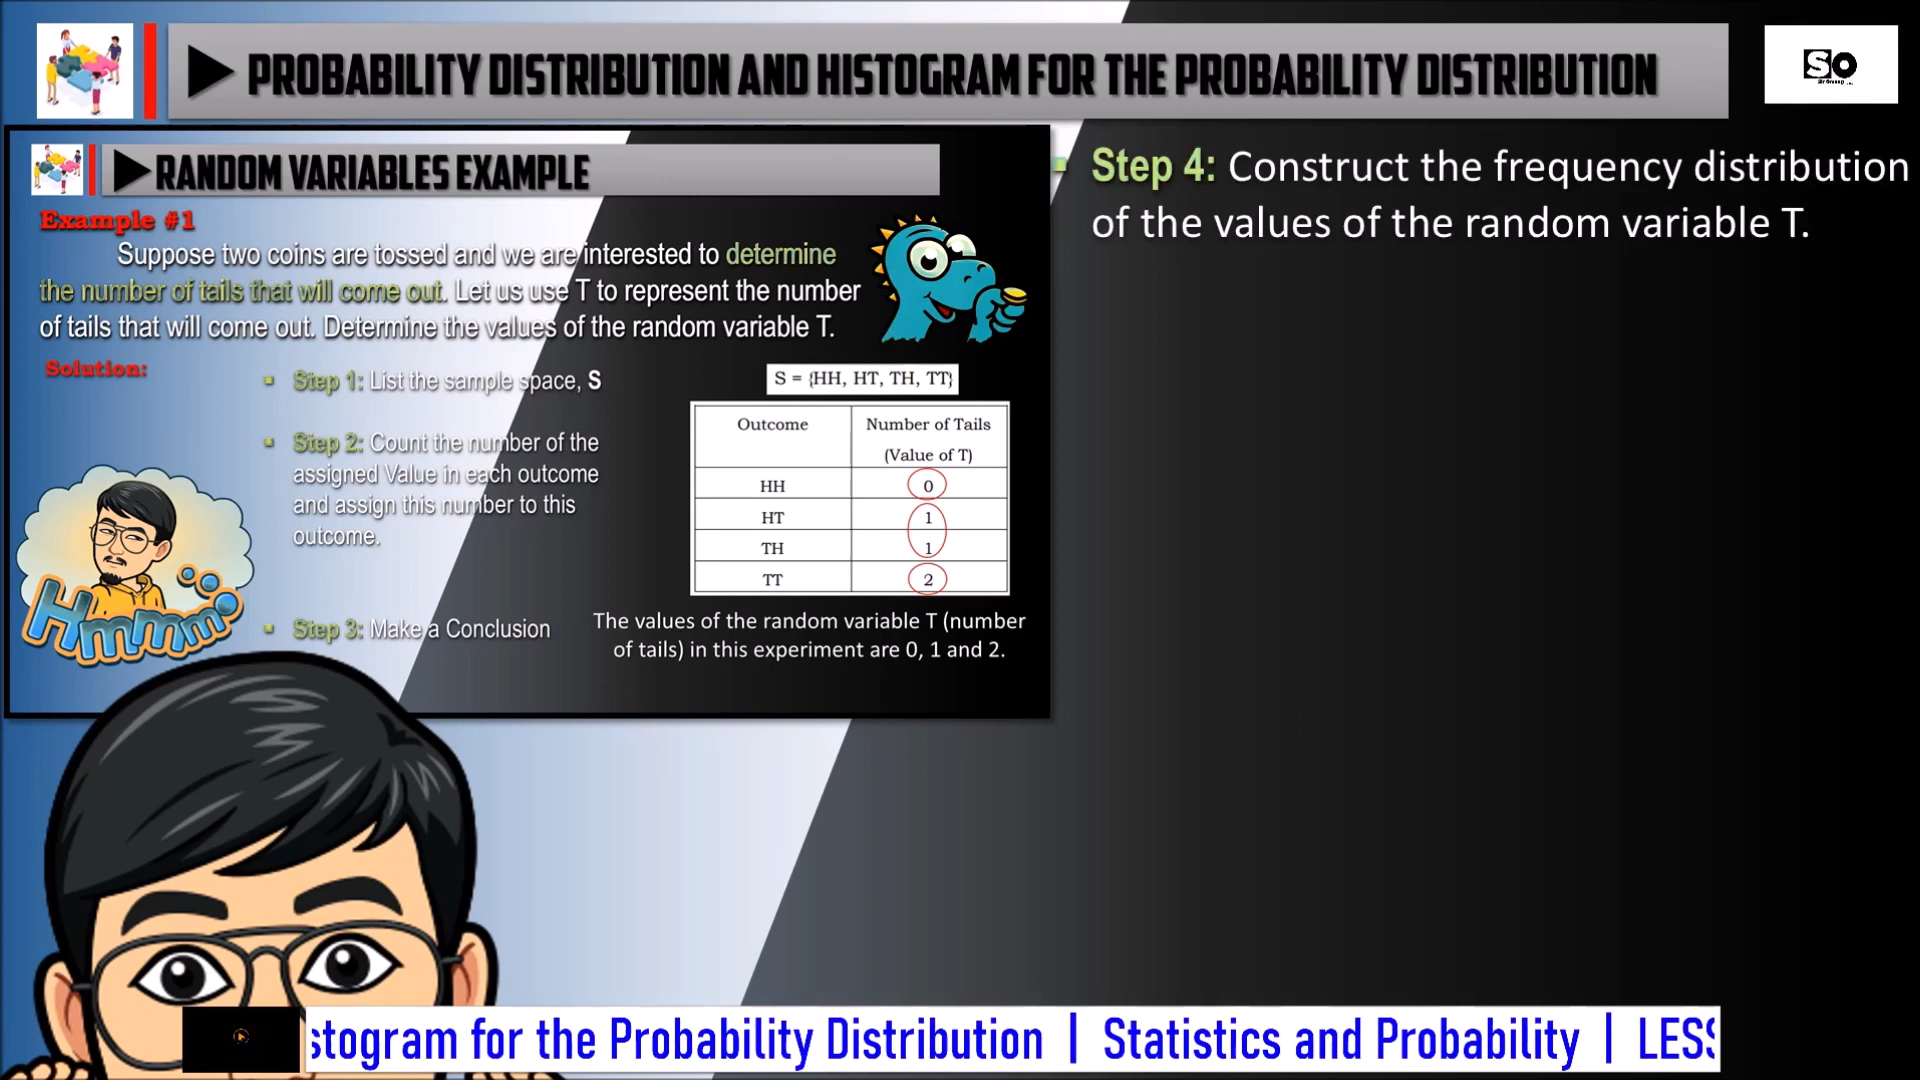 PROBABILITY DISTRIBUTION AND HISTOGRAM FOR THE PROBABILITY DISTRIBUTION
SO
RANDOM VARIABLES EXAMPLE
Example #1
Suppose two coins are tossed and we are interested to determine
the number of tails that will come out. Let us use T to represent the number
of tails that will come out. Determine the values of the random variable T.
Solution:
Step 1: List the sample space, S
Step 2: Count the number of the
assigned Value in each outcome
and assign this number to this
outcome.
Step 3: Make a Conclusion
S = {HH, HT, TH, TT}
Outcome Number of Tails
(Value of T)
HH 0
HT 1
TH 1
TT 2
The values of the random variable T (number
of tails) in this experiment are 0, 1 and 2.
Hmmm
Step 4: Construct the frequency distribution
of the values of the random variable T.
stogram for the Probability Distribution | Statistics and Probability | LESS